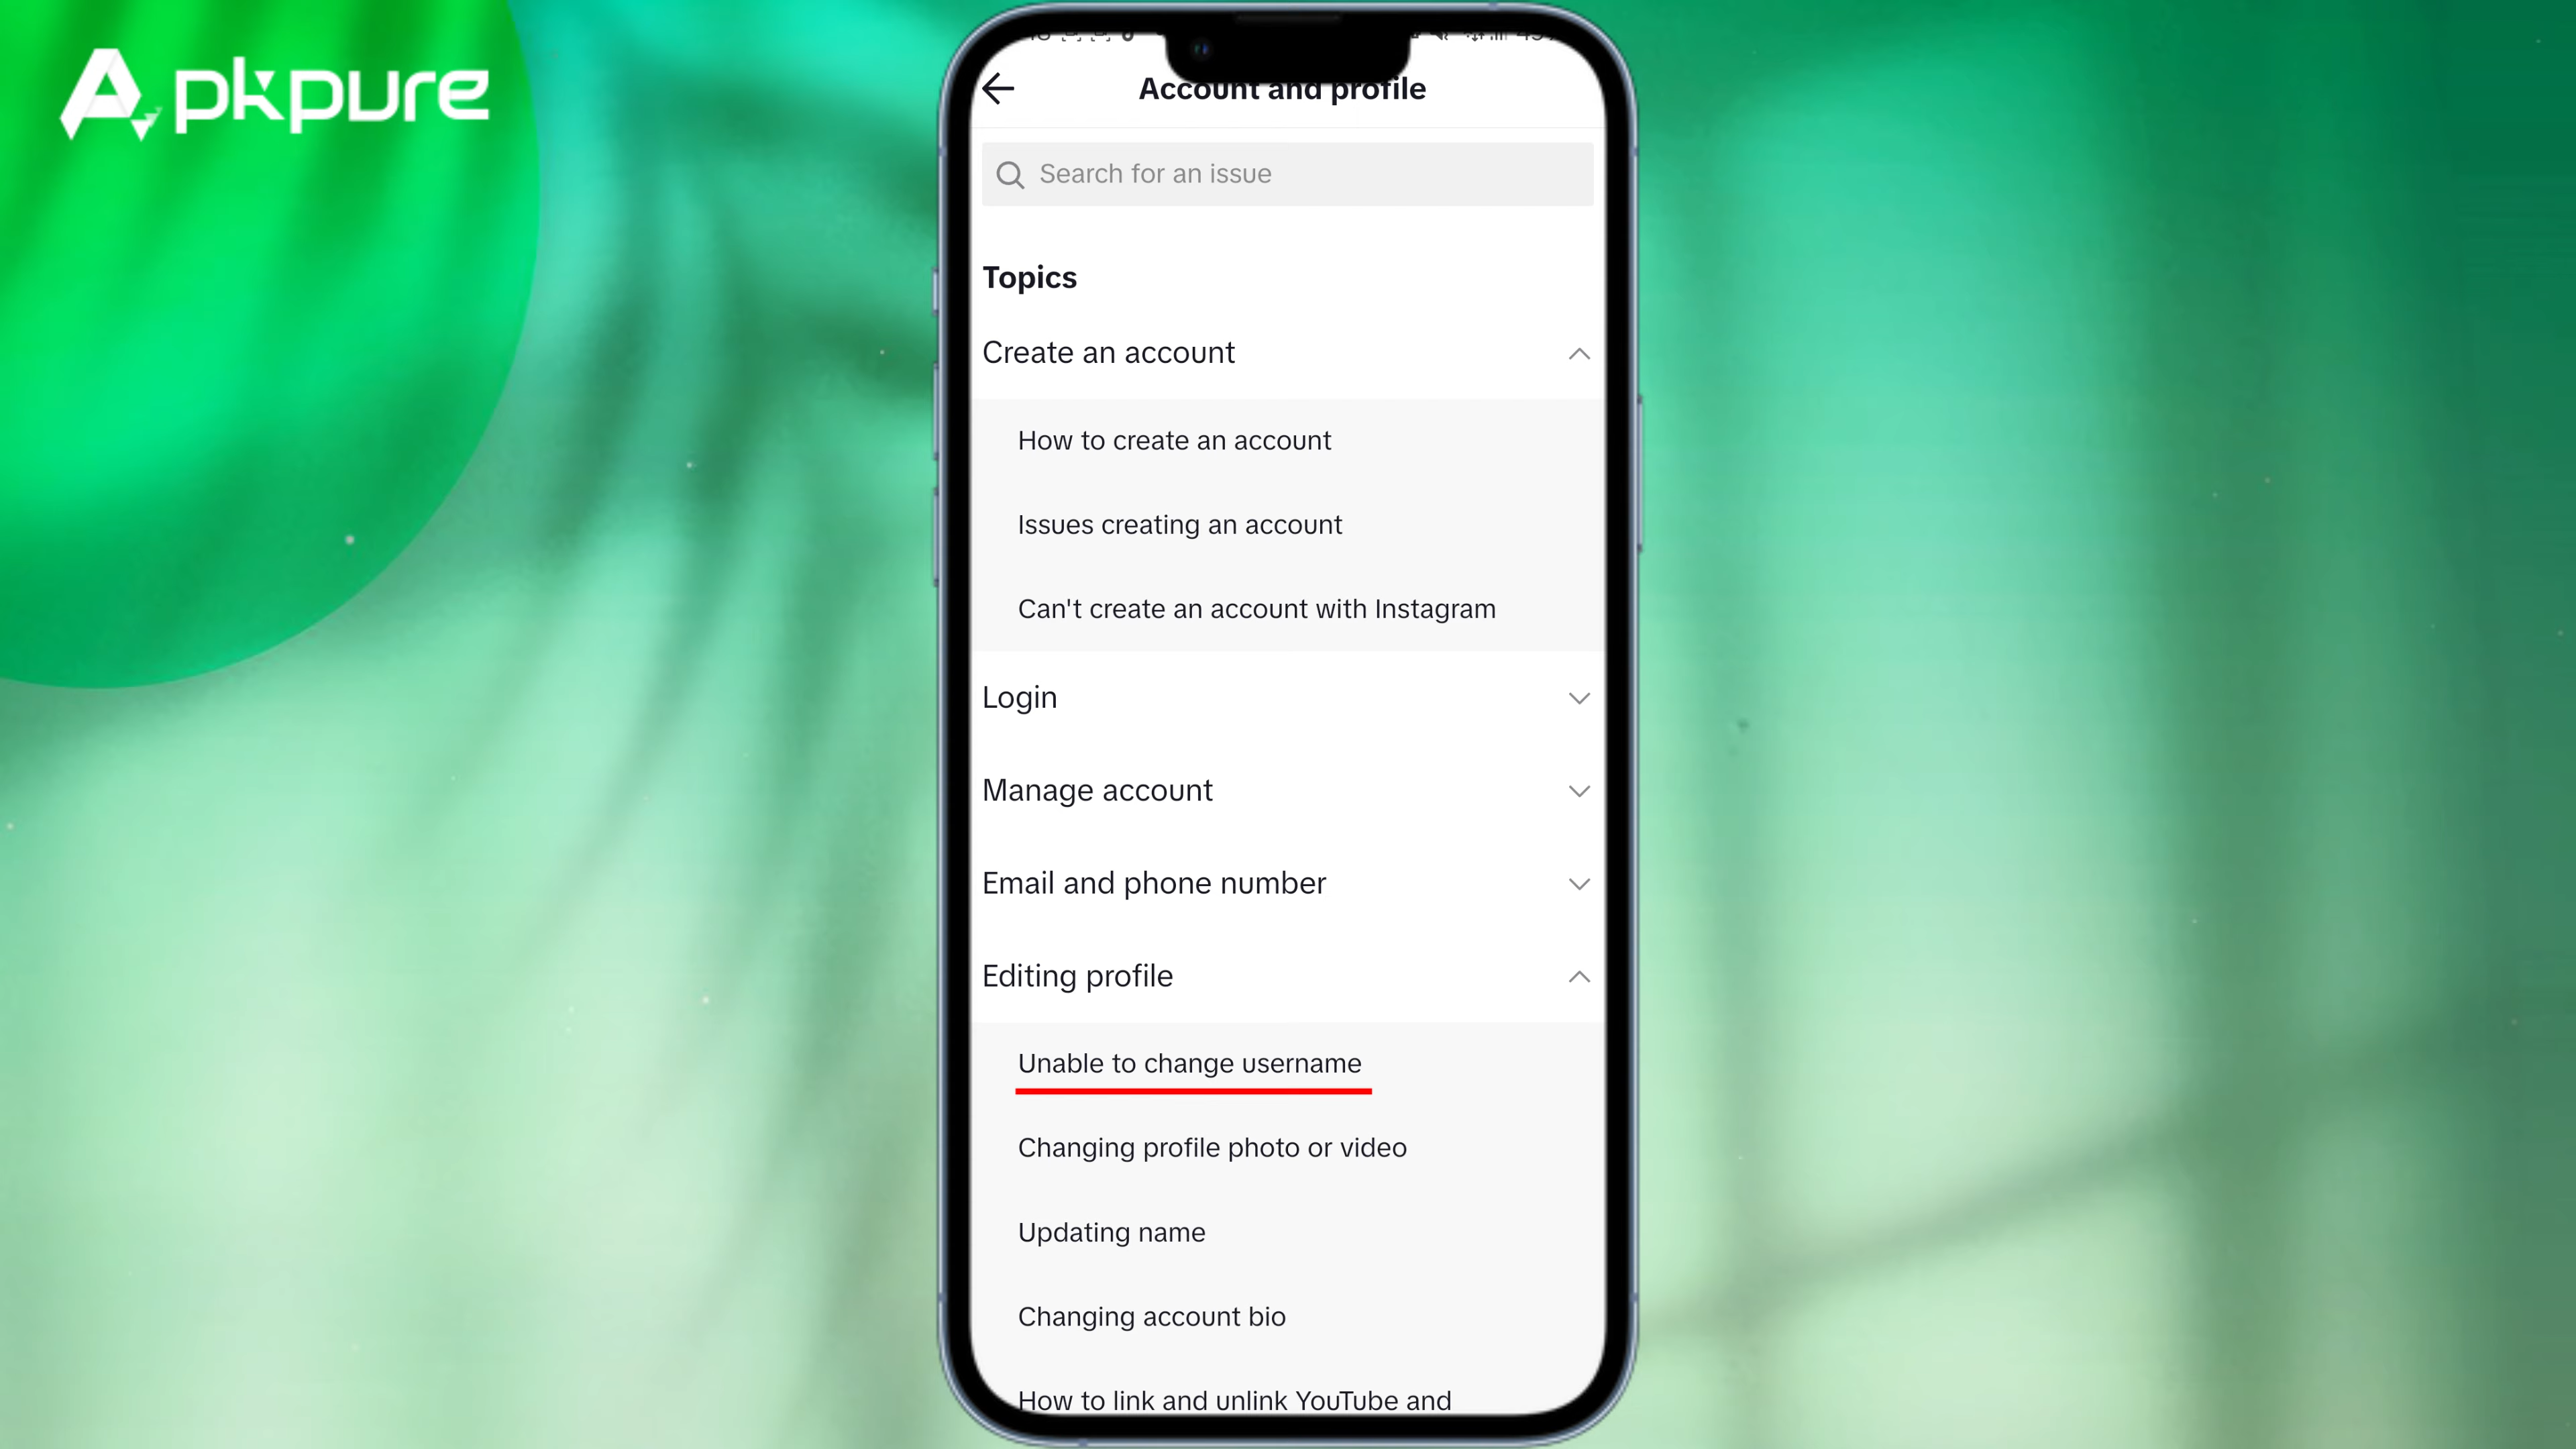 Apkpure
Account and profile
Search for an issue
Topics
Create an account
How to create an account
Issues creating an account
Can't create an account with Instagram
Login
Manage account
Email and phone number
Editing profile
Unable to change username
Changing profile photo or video
Updating name
Changing account bio
How to link and unlink YouTube and